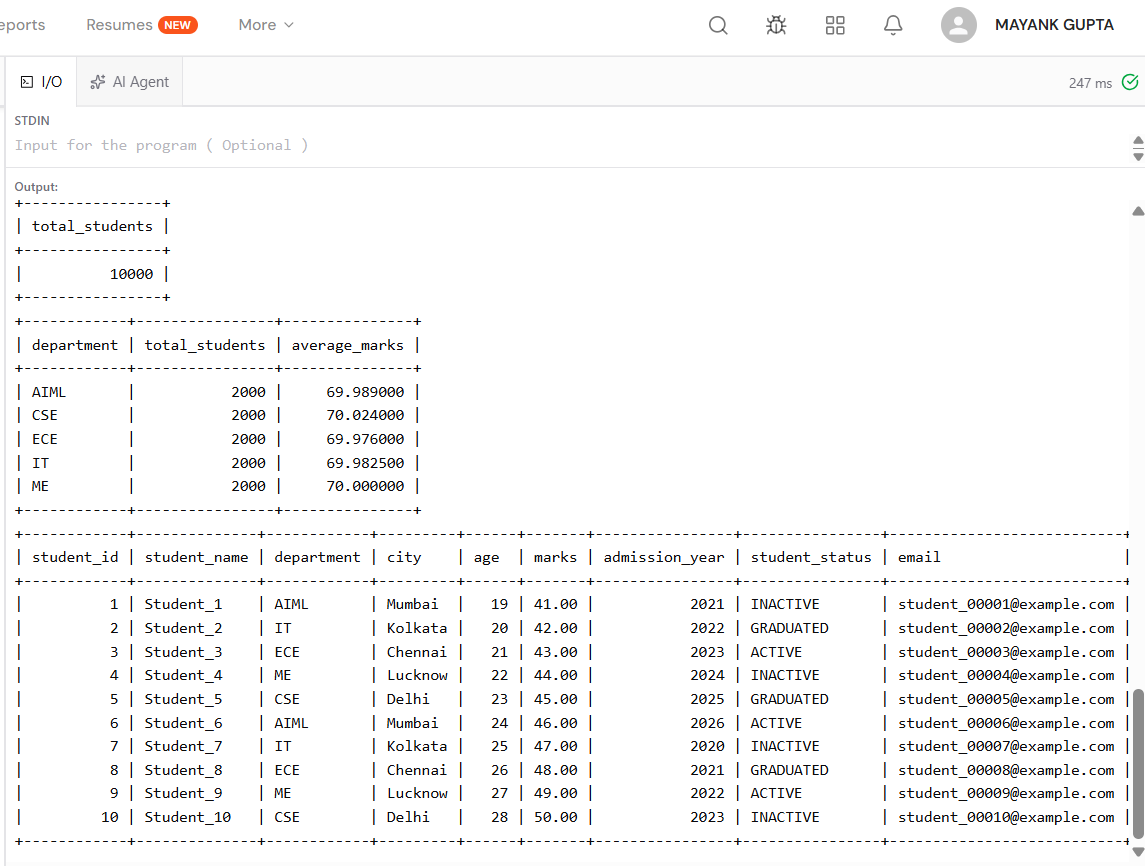 eports Resumes NEW More MAYANK GUPTA
I/O AI Agent 247 ms
STDIN
Input for the program ( Optional )
Output:
+----------------+
| total_students |
+----------------+
|          10000 |
+----------------+
+------------+----------------+---------------+
| department | total_students | average_marks |
+------------+----------------+---------------+
| AIML       |           2000 |     69.989000 |
| CSE        |           2000 |     70.024000 |
| ECE        |           2000 |     69.976000 |
| IT         |           2000 |     69.982500 |
| ME         |           2000 |     70.000000 |
+------------+----------------+---------------+
+------------+--------------+------------+---------+------+-------+----------------+----------------+---------------------------+
| student_id | student_name | department | city    | age  | marks | admission_year | student_status | email                     |
+------------+--------------+------------+---------+------+-------+----------------+----------------+---------------------------+
|          1 | Student_1    | AIML       | Mumbai  |   19 | 41.00 |           2021 | INACTIVE       | student_00001@example.com |
|          2 | Student_2    | IT         | Kolkata |   20 | 42.00 |           2022 | GRADUATED      | student_00002@example.com |
|          3 | Student_3    | ECE        | Chennai |   21 | 43.00 |           2023 | ACTIVE         | student_00003@example.com |
|          4 | Student_4    | ME         | Lucknow |   22 | 44.00 |           2024 | INACTIVE       | student_00004@example.com |
|          5 | Student_5    | CSE        | Delhi   |   23 | 45.00 |           2025 | GRADUATED      | student_00005@example.com |
|          6 | Student_6    | AIML       | Mumbai  |   24 | 46.00 |           2026 | ACTIVE         | student_00006@example.com |
|          7 | Student_7    | IT         | Kolkata |   25 | 47.00 |           2020 | INACTIVE       | student_00007@example.com |
|          8 | Student_8    | ECE        | Chennai |   26 | 48.00 |           2021 | GRADUATED      | student_00008@example.com |
|          9 | Student_9    | ME         | Lucknow |   27 | 49.00 |           2022 | ACTIVE         | student_00009@example.com |
|         10 | Student_10   | CSE        | Delhi   |   28 | 50.00 |           2023 | INACTIVE       | student_00010@example.com |
+------------+--------------+------------+---------+------+-------+----------------+----------------+---------------------------+